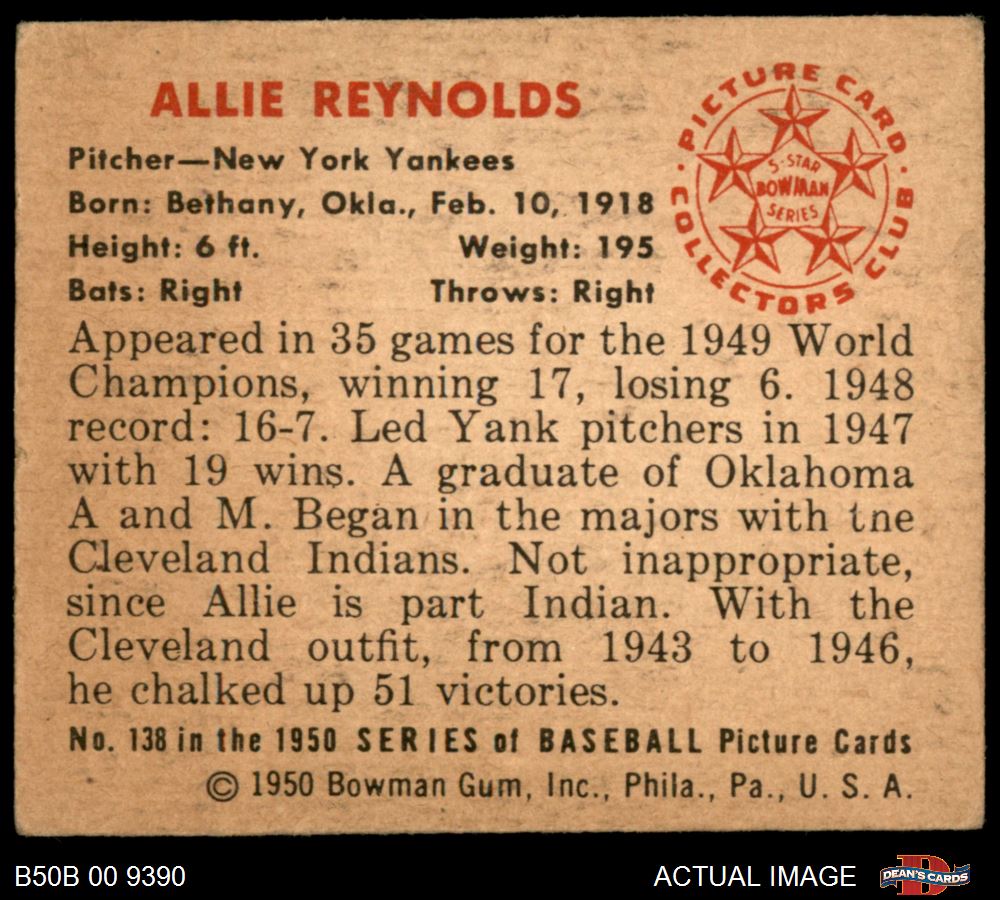 ALLIE REYNOLDS
Pitcher—New York Yankees
Born: Bethany, Okla., Feb. 10, 1918
Height: 6 ft. Weight: 195
Bats: Right Throws: Right
· PICTURE CARD · COLLECTORS CLUB
5-STAR
BOWMAN
SERIES
Appeared in 35 games for the 1949 World
Champions, winning 17, losing 6. 1948
record: 16-7. Led Yank pitchers in 1947
with 19 wins. A graduate of Oklahoma
A and M. Began in the majors with tne
Cleveland Indians. Not inappropriate,
since Allie is part Indian. With the
Cleveland outfit, from 1943 to 1946,
he chalked up 51 victories.
No. 138 in the 1950 SERIES of BASEBALL Picture Cards
© 1950 Bowman Gum, Inc., Phila., Pa., U. S. A.
B50B 00 9390
ACTUAL IMAGE
D
DEAN'S CARDS